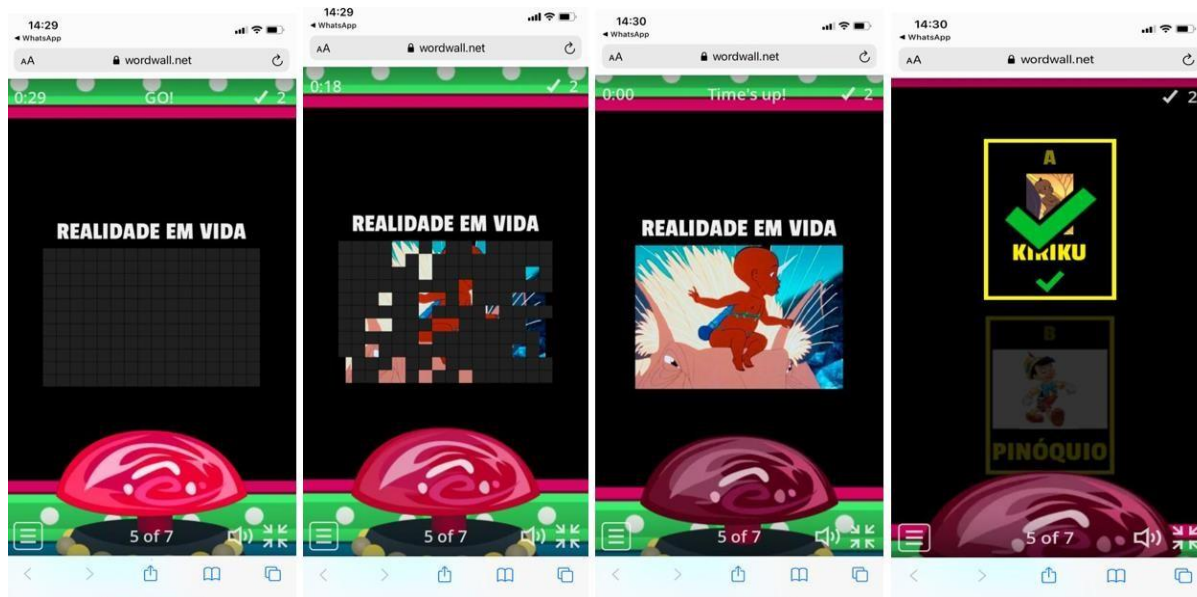 14:29
WhatsApp
AA wordwall.net
0:29 GO! 2
REALIDADE EM VIDA
5 of 7
14:29
WhatsApp
AA wordwall.net
0:18 2
REALIDADE EM VIDA
5 of 7
14:30
WhatsApp
AA wordwall.net
0:00 Time's up! 2
REALIDADE EM VIDA
5 of 7
14:30
WhatsApp
AA wordwall.net
2
A
KIRIKU
B
PINÓQUIO
5 of 7